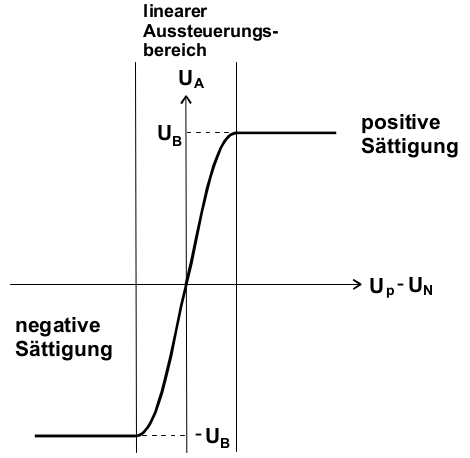 linearer
Aussteuerungs-
bereich
U_A
U_B
positive
Sättigung
U_p - U_N
negative
Sättigung
- U_B